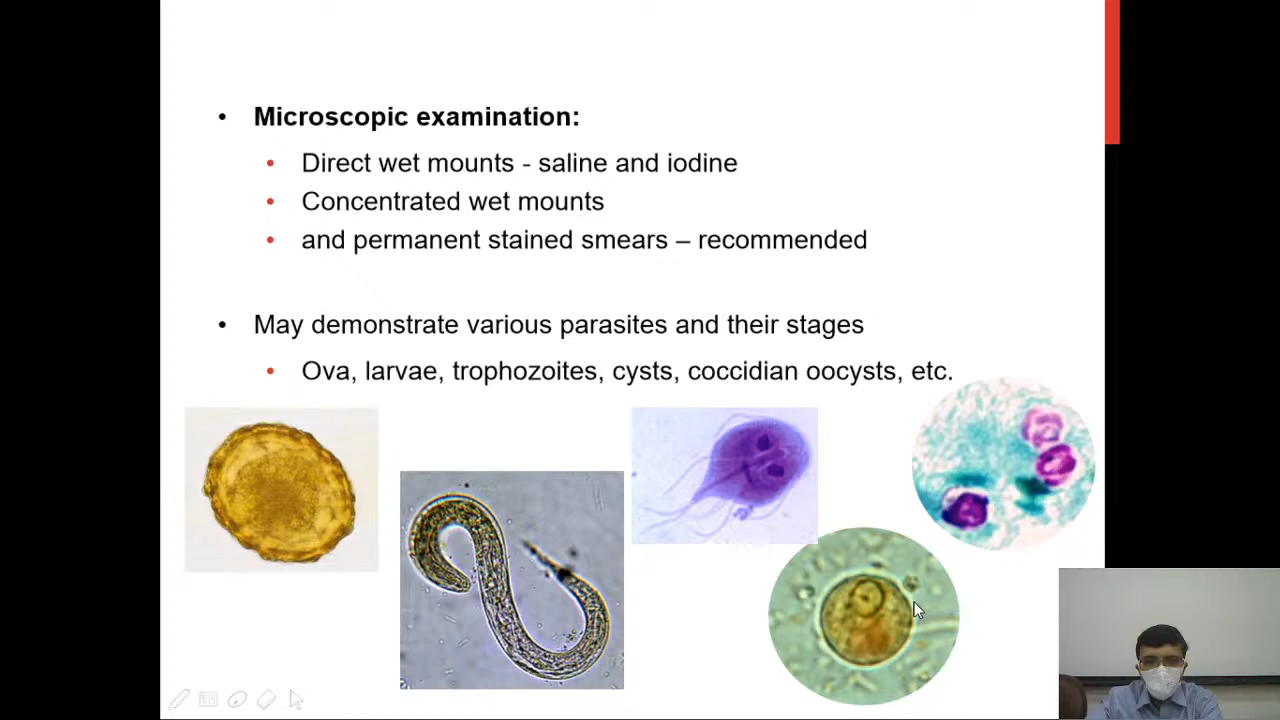 Microscopic examination:
Direct wet mounts - saline and iodine
Concentrated wet mounts
and permanent stained smears – recommended
May demonstrate various parasites and their stages
Ova, larvae, trophozoites, cysts, coccidian oocysts, etc.